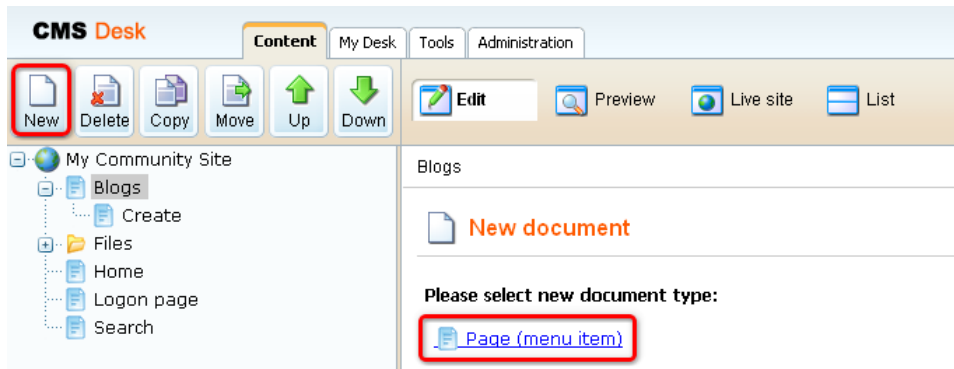 CMS Desk
Content My Desk Tools Administration
New Delete Copy Move Up Down
Edit Preview Live site List
My Community Site
Blogs
Create
Files
Home
Logon page
Search
Blogs
New document
Please select new document type:
Page (menu item)